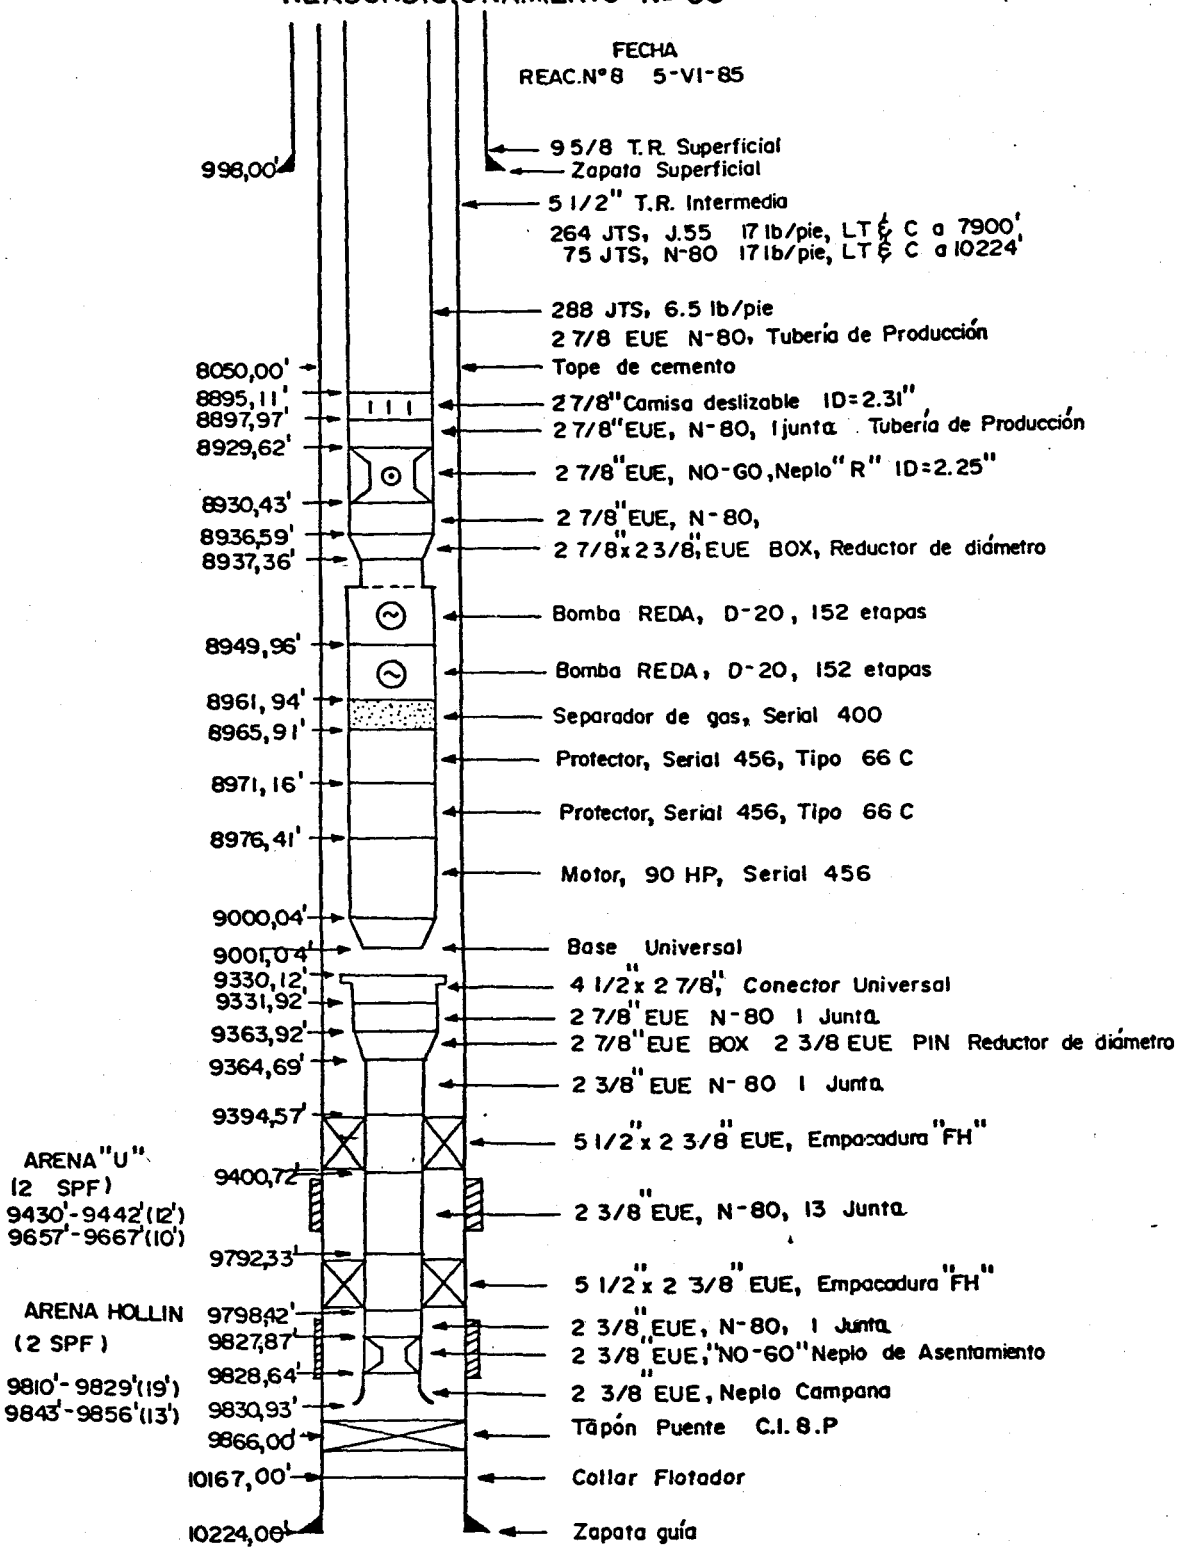 FECHA
REAC.Nº8 5-VI-85
9 5/8 T.R. Superficial
998,00'
Zapata Superficial
5 1/2" T.R. Intermedia
264 JTS, J.55 17 lb/pie, LT & C a 7900'
75 JTS, N-80 17 lb/pie, LT & C a 10224'
288 JTS, 6.5 lb/pie
2 7/8 EUE N-80, Tubería de Producción
8050,00'
Tope de cemento
8895,11'
2 7/8" Camisa deslizable ID=2.31"
8897,97'
2 7/8" EUE, N-80, 1 junta. Tubería de Producción
8929,62'
2 7/8" EUE, NO-GO, Neplo "R" ID=2.25"
8930,43'
2 7/8" EUE, N-80,
8936,59'
2 7/8" x 2 3/8", EUE BOX, Reductor de diámetro
8937,36'
Bomba REDA, D-20, 152 etapas
8949,96'
Bomba REDA, D-20, 152 etapas
8961,94'
Separador de gas, Serial 400
8965,91'
Protector, Serial 456, Tipo 66 C
8971,16'
Protector, Serial 456, Tipo 66 C
8976,41'
Motor, 90 HP, Serial 456
9000,04'
Base Universal
9001,04'
9330,12'
4 1/2" x 2 7/8", Conector Universal
9331,92'
2 7/8" EUE N-80 1 Junta
9363,92'
2 7/8" EUE BOX 2 3/8 EUE PIN Reductor de diámetro
9364,69'
2 3/8" EUE N-80 1 Junta
9394,57'
5 1/2" x 2 3/8" EUE, Empacadura "FH"
9400,72'
ARENA "U"
(2 SPF)
9430'-9442'(12')
9657'-9667'(10')
2 3/8" EUE, N-80, 13 Junta
9792,33'
5 1/2" x 2 3/8" EUE, Empacadura "FH"
ARENA HOLLIN
(2 SPF)
9810'-9829'(19')
9843'-9856'(13')
9798,42'
2 3/8" EUE, N-80, 1 Junta
9827,87'
2 3/8" EUE, "NO-GO" Neplo de Asentamiento
9828,64'
2 3/8" EUE, Neplo Campana
9830,93'
Tapón Puente C.I.B.P
9866,00'
10167,00'
Collar Flotador
10224,00'
Zapata guía